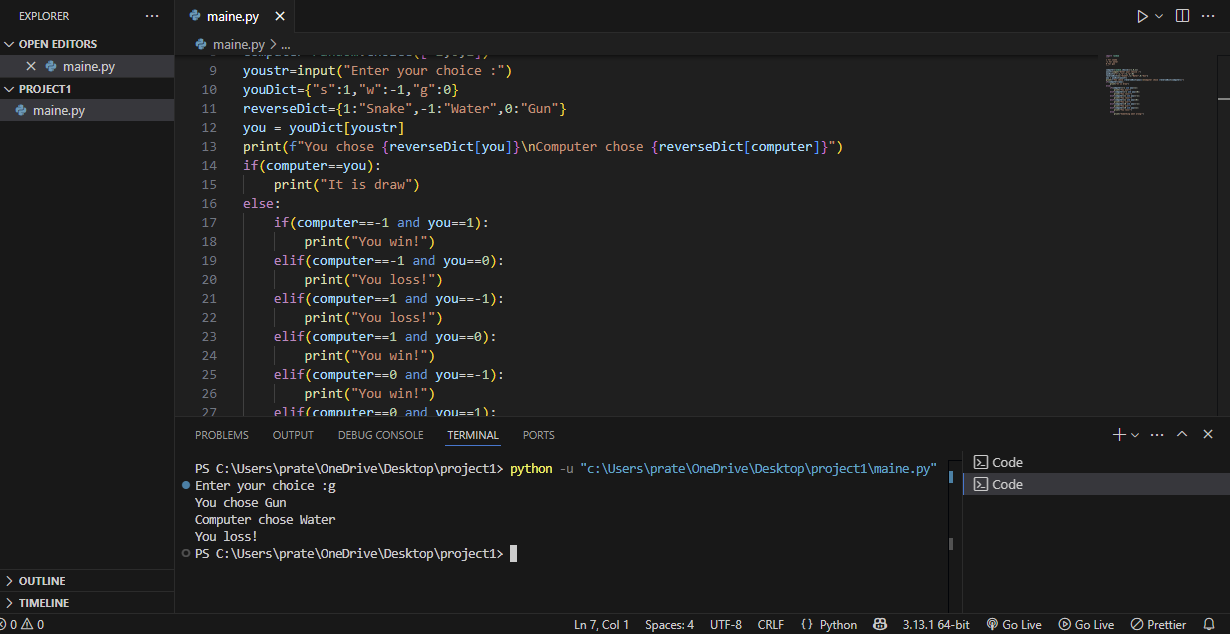 EXPLORER
OPEN EDITORS
maine.py
PROJECT1
maine.py
OUTLINE
TIMELINE
maine.py
maine.py > ...
9 youstr=input("Enter your choice :")
10 youDict={"s":1,"w":-1,"g":0}
11 reverseDict={1:"Snake",-1:"Water",0:"Gun"}
12 you = youDict[youstr]
13 print(f"You chose {reverseDict[you]}\nComputer chose {reverseDict[computer]}")
14 if(computer==you):
15 print("It is draw")
16 else:
17 if(computer==-1 and you==1):
18 print("You win!")
19 elif(computer==-1 and you==0):
20 print("You loss!")
21 elif(computer==1 and you==-1):
22 print("You loss!")
23 elif(computer==1 and you==0):
24 print("You win!")
25 elif(computer==0 and you==-1):
26 print("You win!")
27 elif(computer==0 and you==1):
PROBLEMS OUTPUT DEBUG CONSOLE TERMINAL PORTS
PS C:\Users\prate\OneDrive\Desktop\project1> python -u "c:\Users\prate\OneDrive\Desktop\project1\maine.py"
Enter your choice :g
You chose Gun
Computer chose Water
You loss!
PS C:\Users\prate\OneDrive\Desktop\project1>
Code
Code
0 0 Ln 7, Col 1 Spaces: 4 UTF-8 CRLF {} Python 3.13.1 64-bit Go Live Go Live Prettier